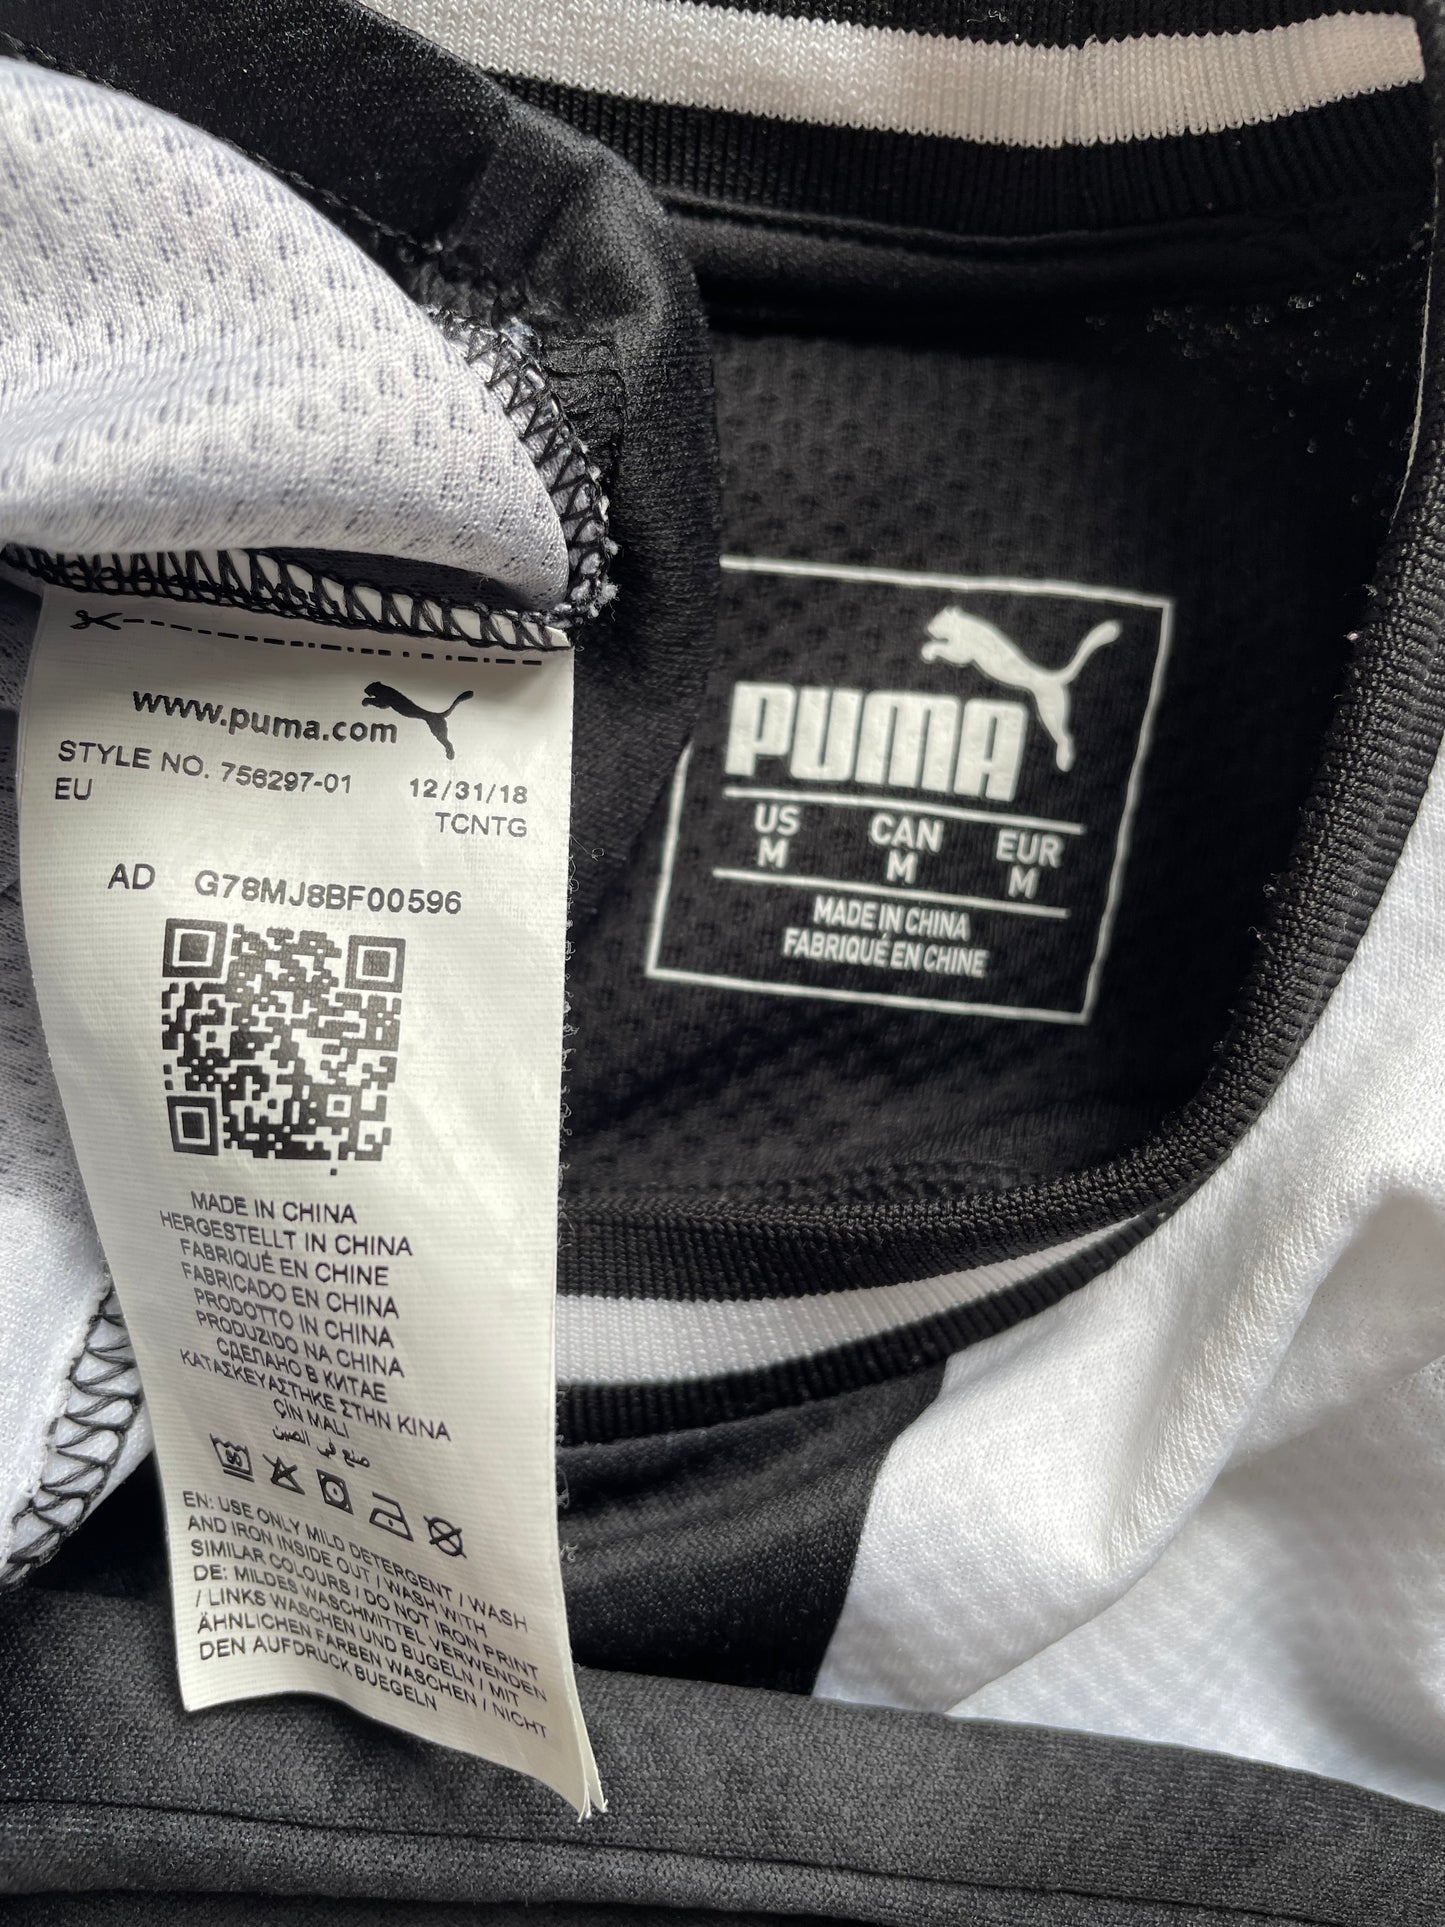 www.puma.com
STYLE NO. 756297-01 12/31/18
EU TCNTG
AD G78MJ8BF00596
MADE IN CHINA
HERGESTELLT IN CHINA
FABRIQUÉ EN CHINE
FABRICADO EN CHINA
PRODOTTO IN CHINA
PRODUZIDO NA CHINA
СДЕЛАНО В КИТАЕ
ΚΑΤΑΣΚΕΥΑΣΤΗΚΕ ΣΤΗΝ ΚΙΝΑ
ÇİN MALI
صنع في الصين
EN: USE ONLY MILD DETERGENT / WASH
AND IRON INSIDE OUT / WASH WITH
SIMILAR COLOURS / DO NOT IRON PRINT
DE: MILDES WASCHMITTEL VERWENDEN
/ LINKS WASCHEN UND BÜGELN / MIT
ÄHNLICHEN FARBEN WASCHEN / NICHT
DEN AUFDRUCK BUEGELN
PUMA
US CAN EUR
M M M
MADE IN CHINA
FABRIQUÉ EN CHINE